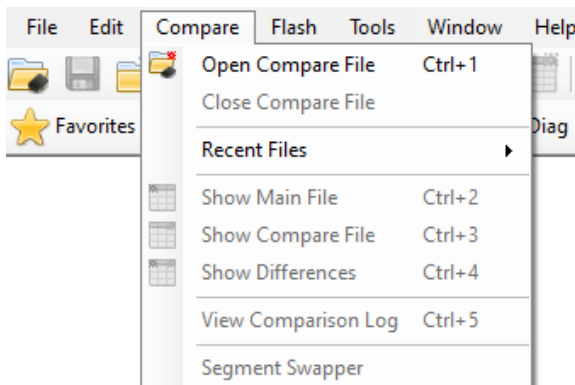 File Edit Compare Flash Tools Window Help
Open Compare File Ctrl+1
Close Compare File
Favorites Diag
Recent Files
Show Main File Ctrl+2
Show Compare File Ctrl+3
Show Differences Ctrl+4
View Comparison Log Ctrl+5
Segment Swapper